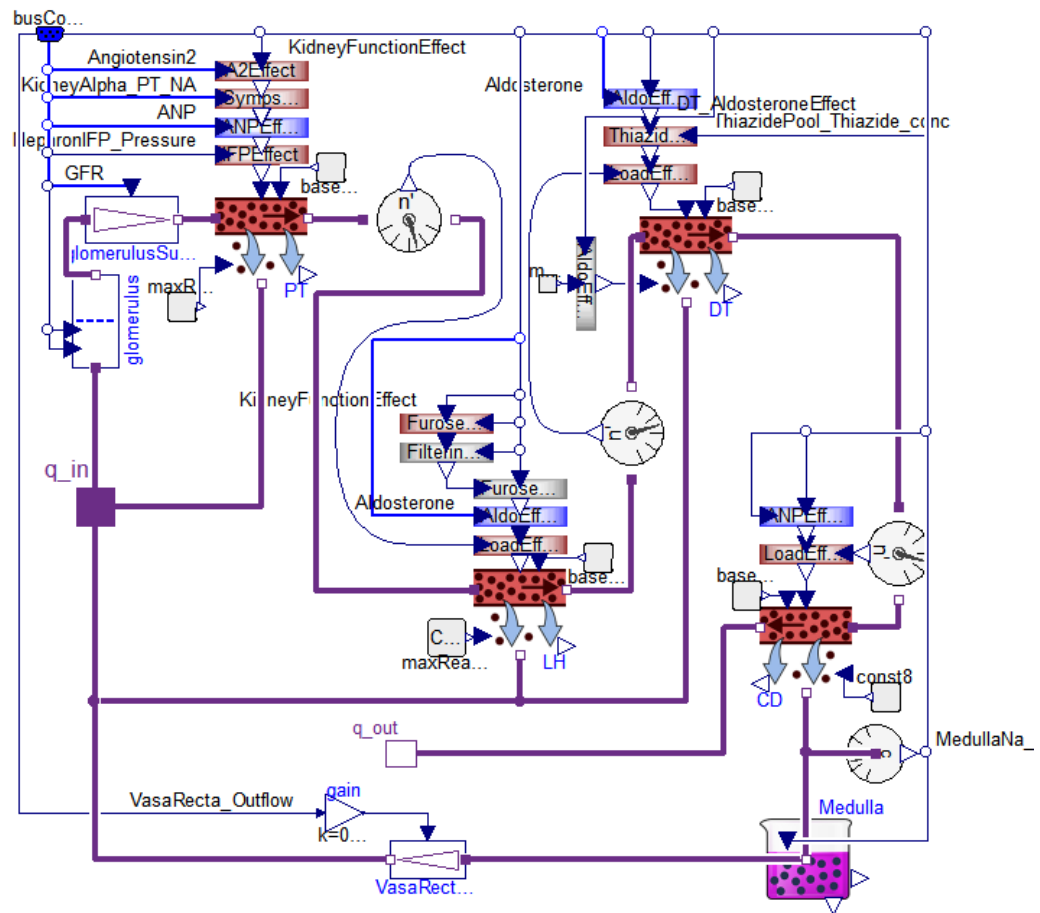 busCo...
KidneyFunctionEffect
Angiotensin2
A2Effect
KidneyAlpha_PT_NA
Symps...
ANP
ANPEff...
NephronIFP_Pressure
IFPEffect
GFR
base...
n'
glomerulusSu...
maxR...
PT
glomerulus
Aldosterone
AldoEff...
DT_AldosteroneEffect
ThiazidePool_Thiazide_conc
Thiazid...
LoadEff...
base...
m...
AldoEff...
DT
KidneyFunctionEffect
Furose...
Filterin...
n'
q_in
Aldosterone
Furose...
AldoEff...
LoadEff...
base...
C...
maxRea...
LH
ANPEff...
LoadEff...
n'
base...
const8
CD
q_out
c
MedullaNa_
VasaRecta_Outflow
gain
k=0...
Medulla
VasaRect...